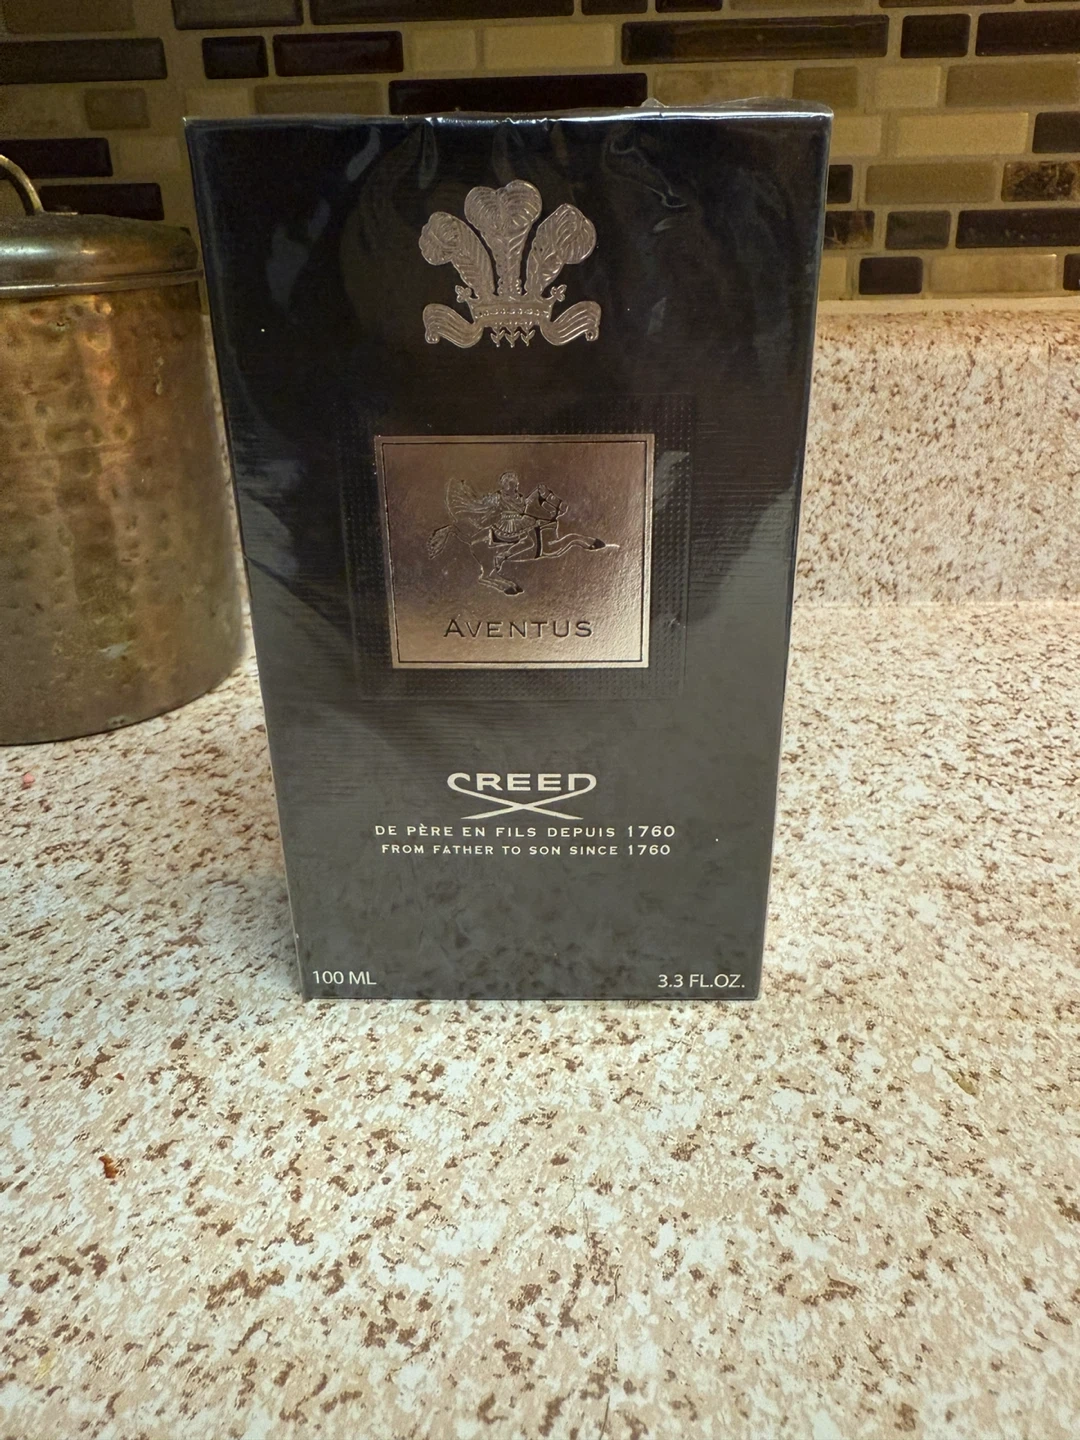 AVENTUS
CREED
DE PÈRE EN FILS DEPUIS 1760
FROM FATHER TO SON SINCE 1760
100 ML
3.3 FL.OZ.